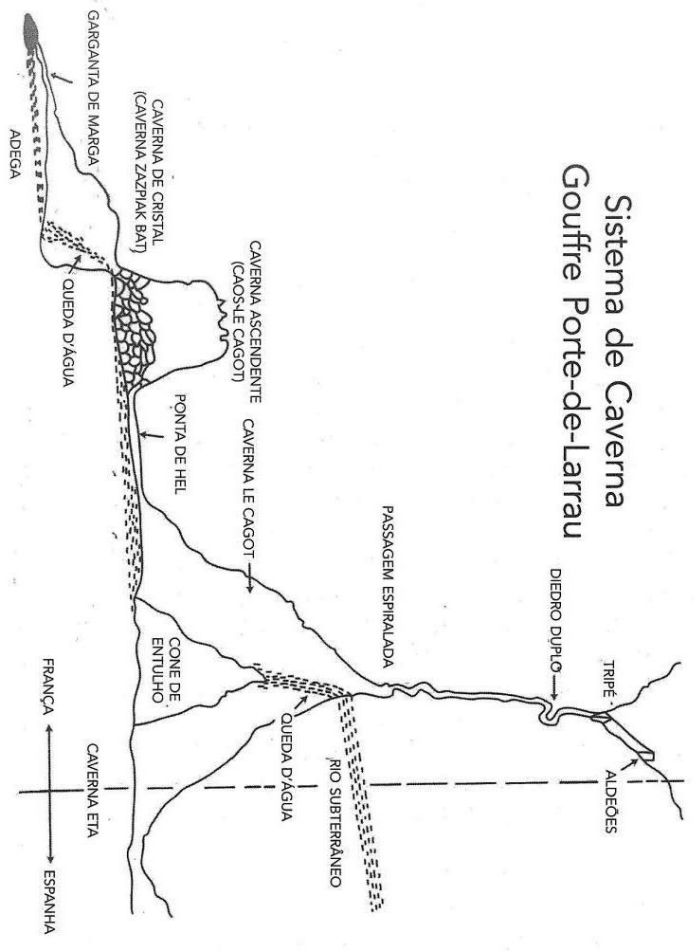 Sistema de Caverna
Gouffre Porte-de-Larrau
TRIPÉ
ALDEÕES
DIEDRO DUPLO
PASSAGEM ESPIRALADA
RIO SUBTERRÂNEO
CAVERNA ASCENDENTE
(CAOS-LE CAGOT)
CAVERNA LE CAGOT
QUEDA D'ÁGUA
CAVERNA DE CRISTAL
(CAVERNA ZAZPIAK BAT)
PONTA DE HEL
CONE DE
ENTULHO
GARGANTA DE MARGA
QUEDA D'ÁGUA
CAVERNA ETA
ADEGA
FRANÇA
ESPANHA